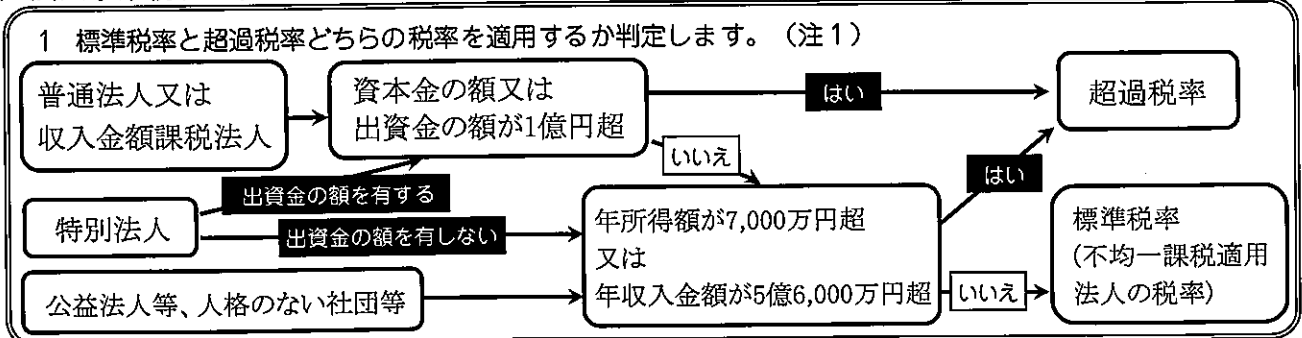 1 標準税率と超過税率どちらの税率を適用するか判定します。（注1）
普通法人又は
収入金額課税法人
資本金の額又は
出資金の額が1億円超
はい
超過税率
いいえ
はい
出資金の額を有する
特別法人
出資金の額を有しない
年所得額が7,000万円超
又は
年収入金額が5億6,000万円超
いいえ
標準税率
(不均一課税適用
法人の税率)
公益法人等、人格のない社団等